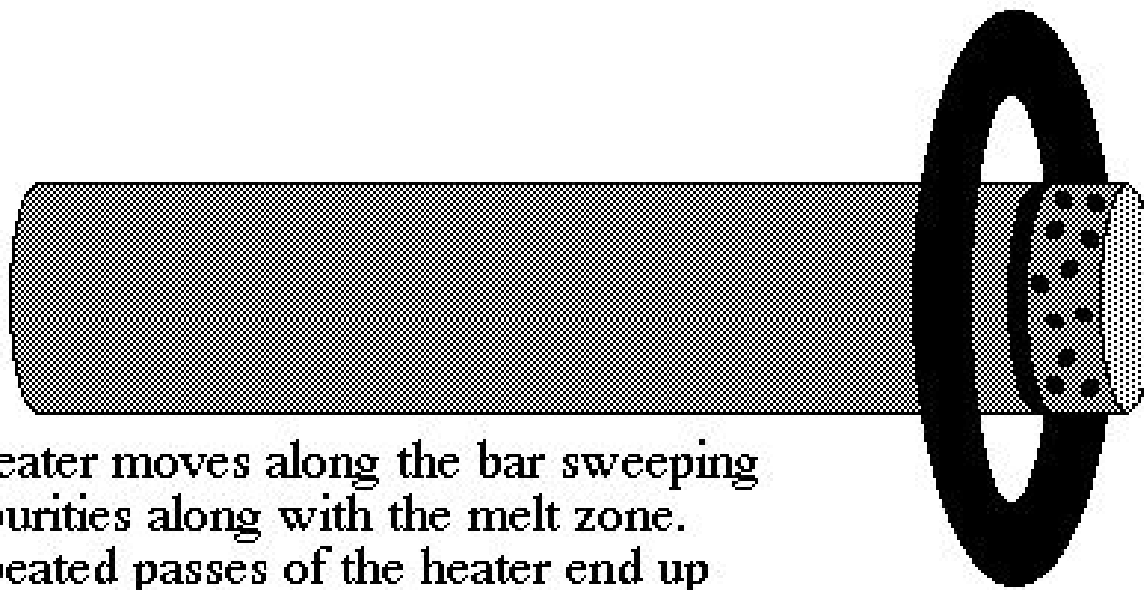 eater moves along the bar sweeping
purities along with the melt zone.
peated passes of the heater end up